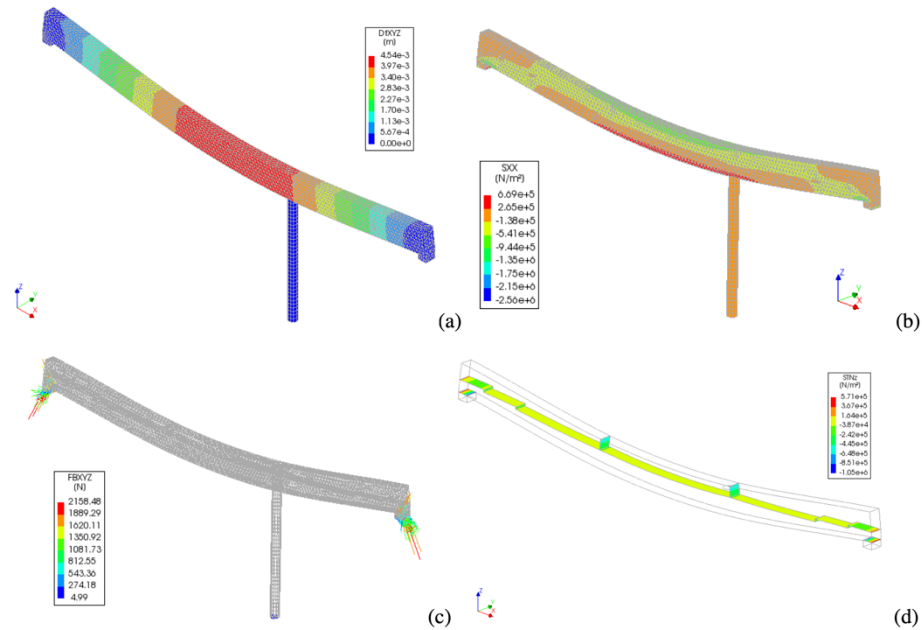 DtXYZ
(m)
4.54e-3
3.97e-3
3.40e-3
2.83e-3
2.27e-3
1.70e-3
1.13e-3
5.67e-4
0.00e+0
Z
Y
X
(a)
SXX
(N/m²)
6.69e+5
2.65e+5
-1.38e+5
-5.41e+5
-9.44e+5
-1.35e+6
-1.75e+6
-2.15e+6
-2.56e+6
Z
Y
X
(b)
FBXYZ
(N)
2158.48
1889.29
1620.11
1350.92
1081.73
812.55
543.36
274.18
4.99
(c)
STNz
(N/m²)
5.71e+5
3.67e+5
1.64e+5
-3.87e+4
-2.42e+5
-4.45e+5
-6.48e+5
-8.51e+5
-1.05e+6
Z
Y
X
(d)